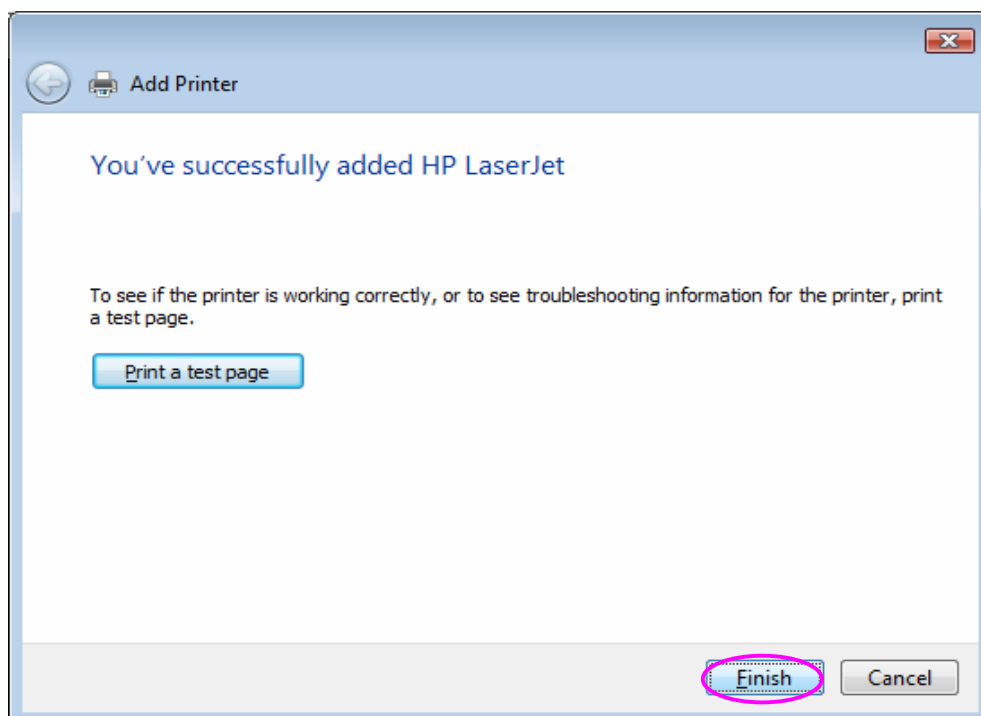 Add Printer
You've successfully added HP LaserJet
To see if the printer is working correctly, or to see troubleshooting information for the printer, print
a test page.
Print a test page
Finish Cancel